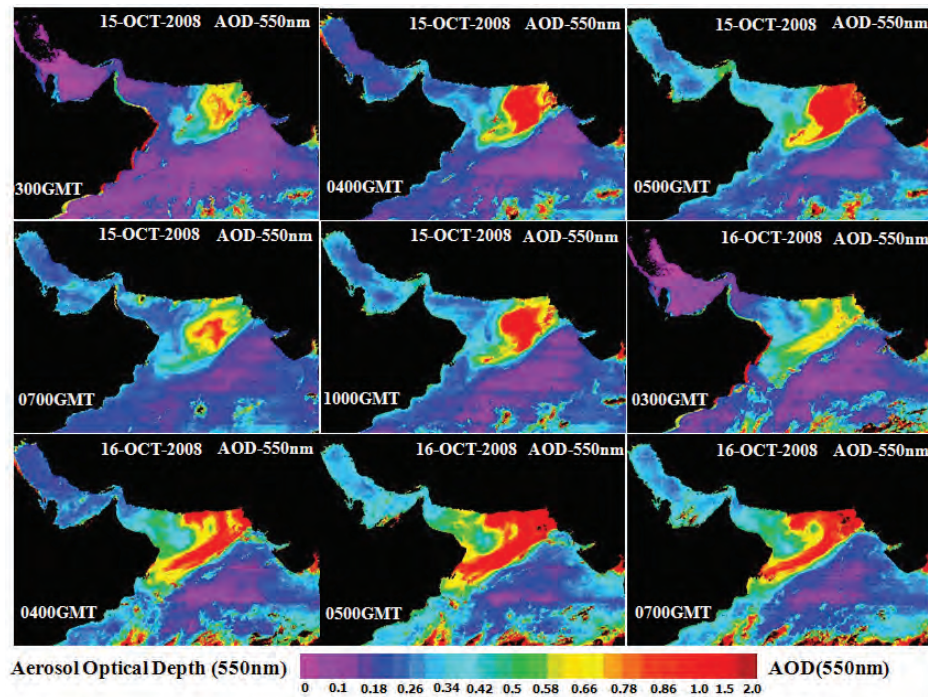 15-OCT-2008 AOD-550nm
300GMT
15-OCT-2008 AOD-550nm
0400GMT
15-OCT-2008 AOD-550nm
0500GMT
15-OCT-2008 AOD-550nm
0700GMT
15-OCT-2008 AOD-550nm
1000GMT
16-OCT-2008 AOD-550nm
0300GMT
16-OCT-2008 AOD-550nm
0400GMT
16-OCT-2008 AOD-550nm
0500GMT
16-OCT-2008 AOD-550nm
0700GMT
Aerosol Optical Depth (550nm) AOD(550nm)
0 0.1 0.18 0.26 0.34 0.42 0.5 0.58 0.66 0.78 0.86 1.0 1.5 2.0